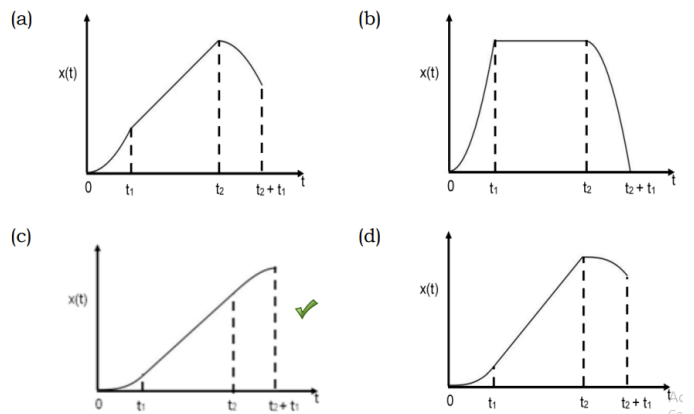 (a)
x(t)
0 t₁ t₂ t₂ + t₁ t
(b)
x(t)
0 t₁ t₂ t₂ + t₁ t
(c)
x(t)
0 t₁ t₂ t₂ + t₁ t
(d)
x(t)
0 t₁ t₂ t₂ + t₁ t